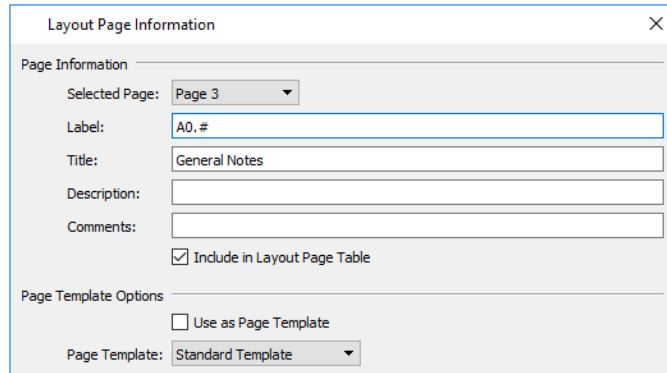 Layout Page Information
Page Information
Selected Page: Page 3
Label: A0.#
Title: General Notes
Description:
Comments:
Include in Layout Page Table
Page Template Options
Use as Page Template
Page Template: Standard Template